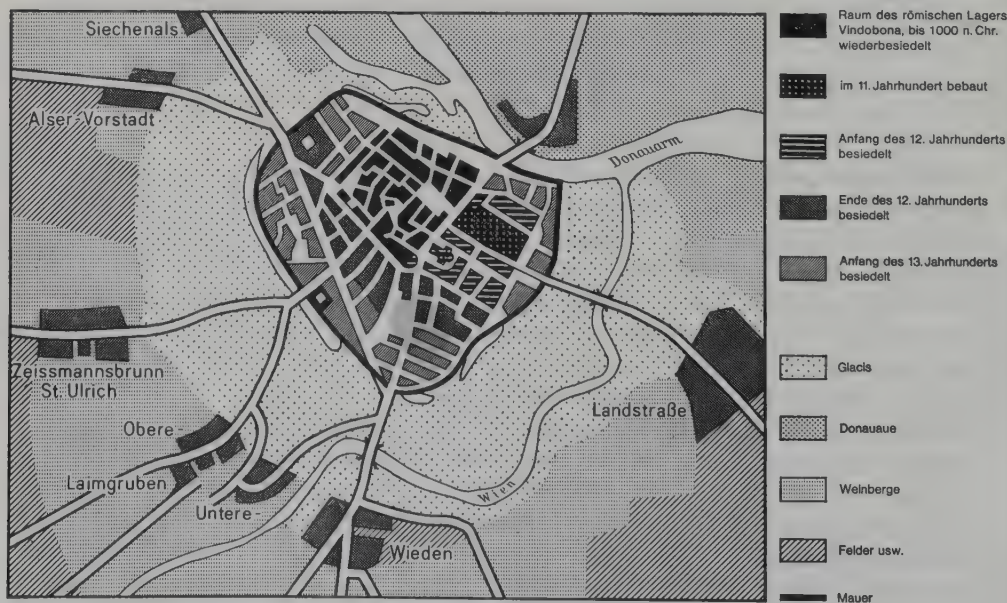 Siechenals
Alser-Vorstadt
Donauarm
Zeissmannsbrunn
St. Ulrich
Obere-
Laimgruben
Untere-
Wieden
Wien
Landstraße
Raum des römischen Lagers
Vindobona, bis 1000 n. Chr.
wiederbesiedelt
im 11. Jahrhundert bebaut
Anfang des 12. Jahrhunderts
besiedelt
Ende des 12. Jahrhunderts
besiedelt
Anfang des 13. Jahrhunderts
besiedelt
Glacis
Donauaue
Weinberge
Felder usw.
Mauer